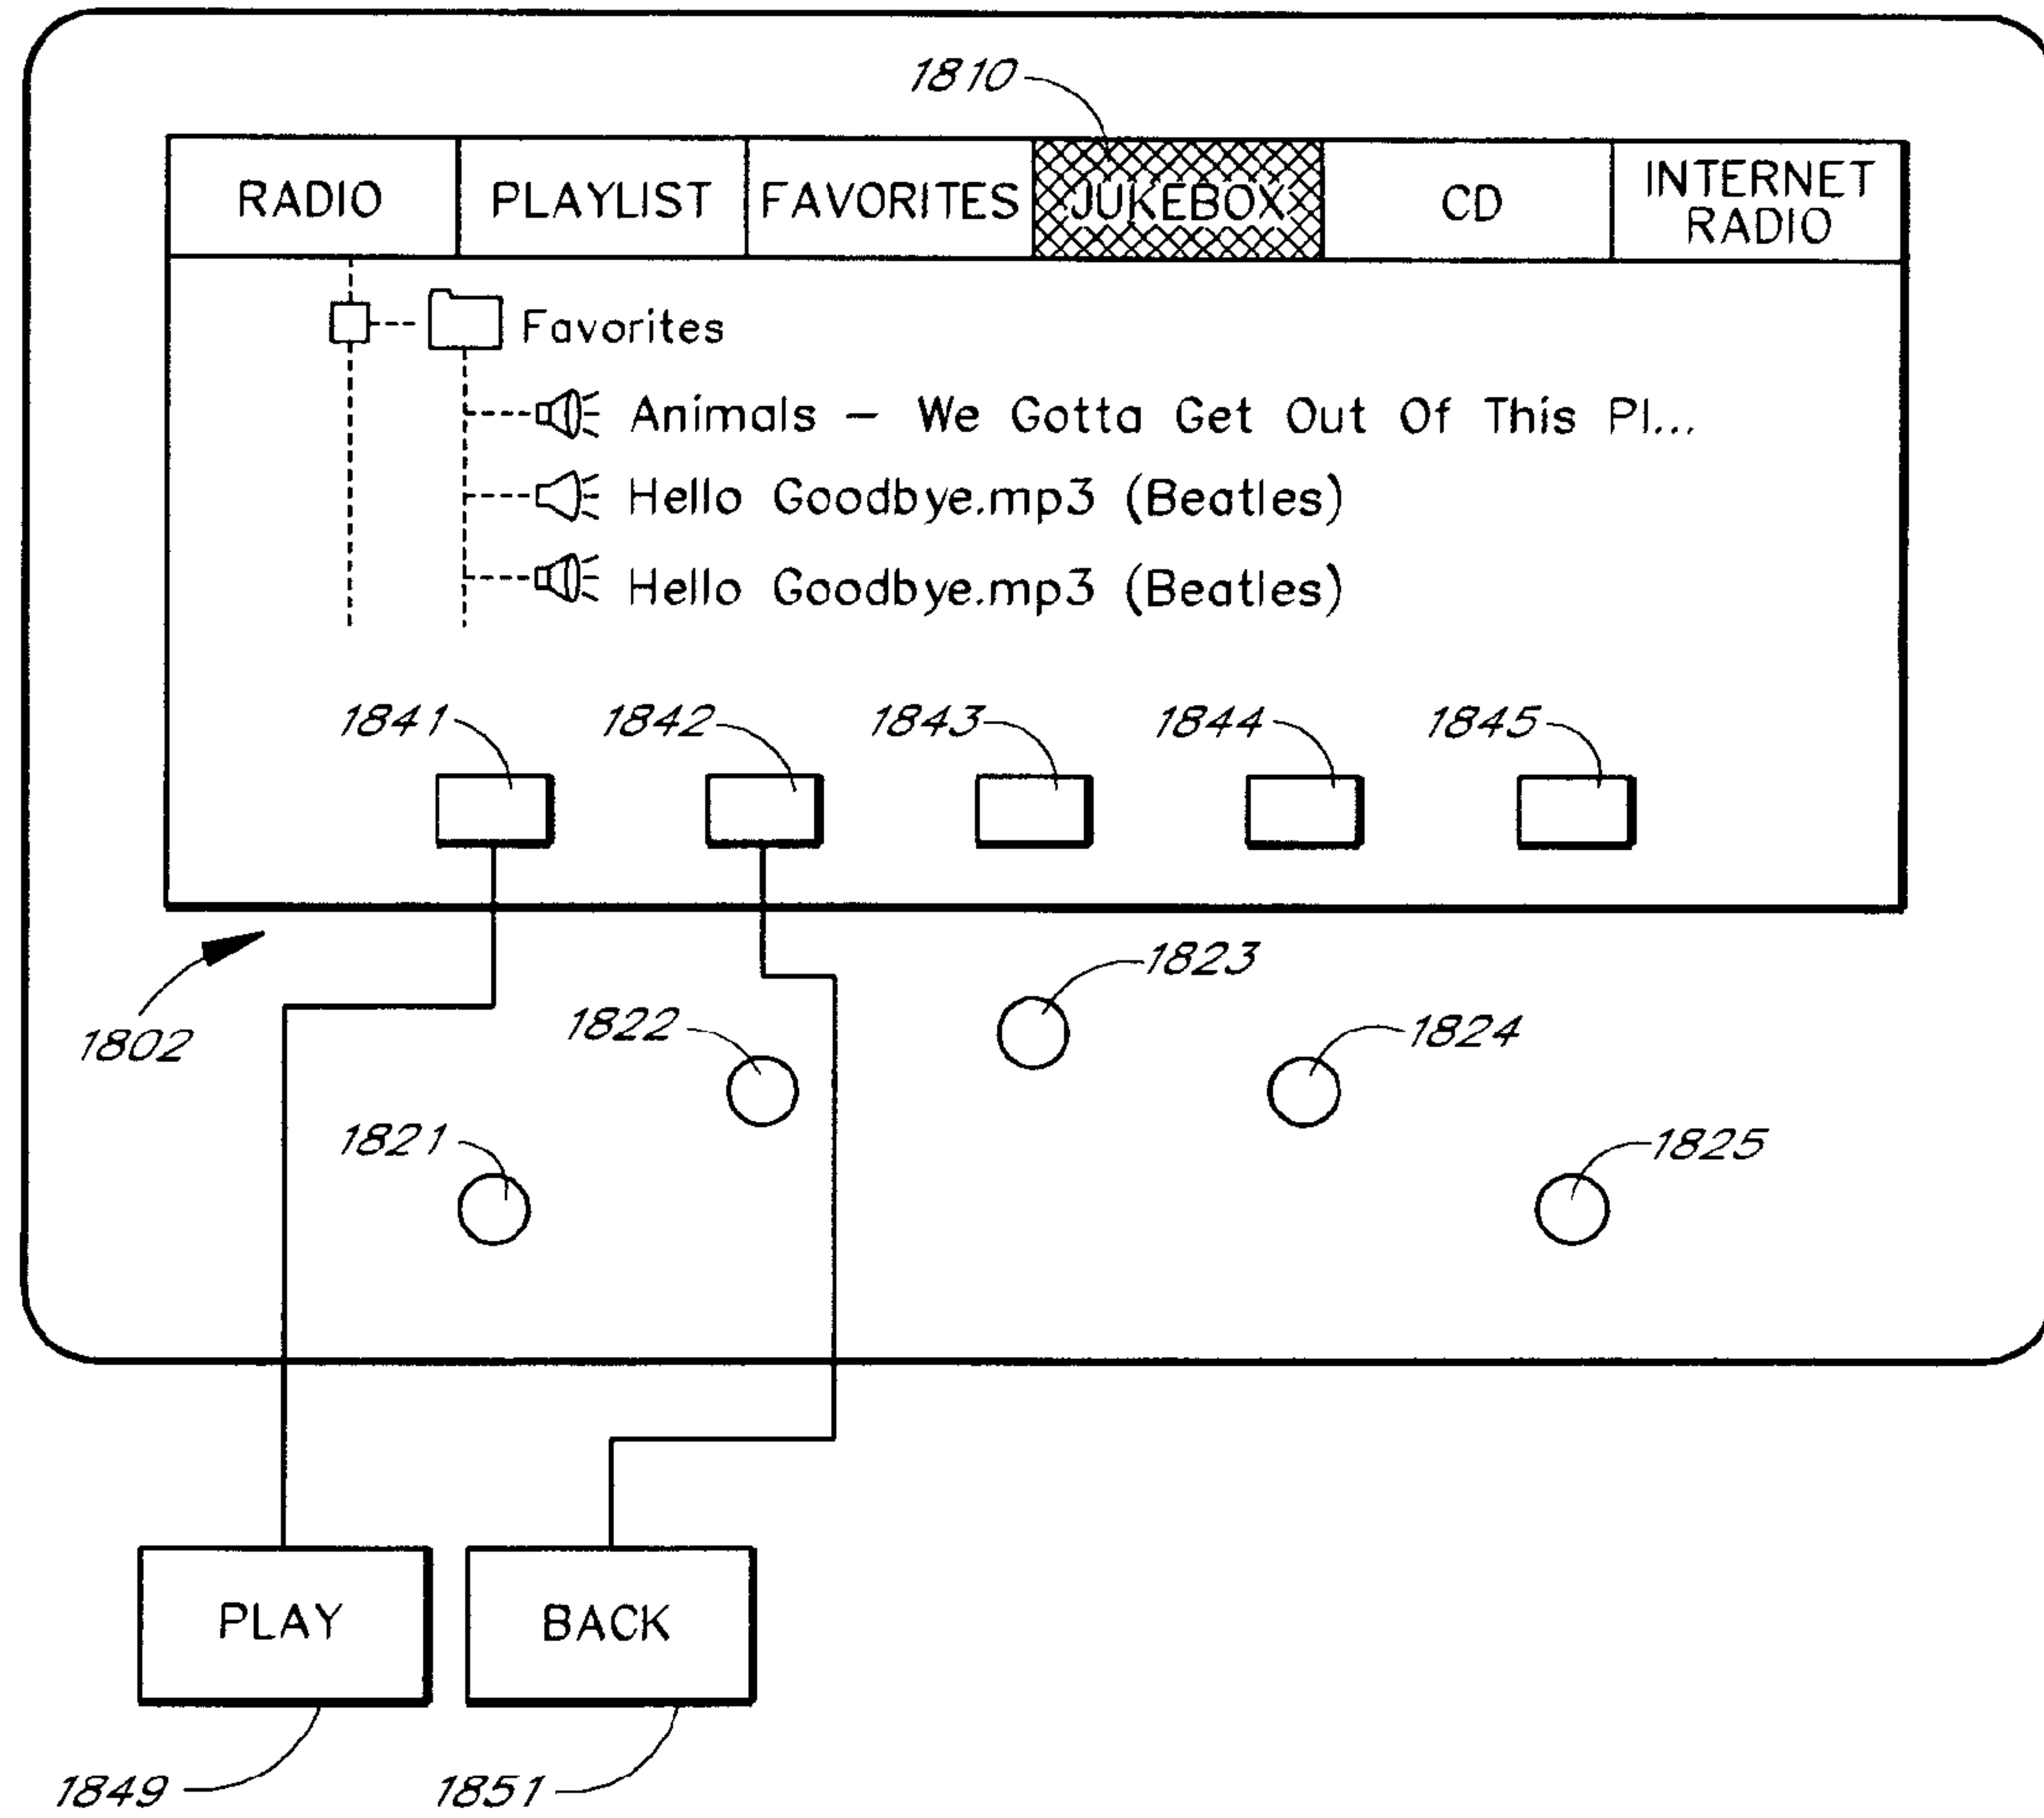 1810
RADIO PLAYLIST FAVORITES JUKEBOX CD INTERNET RADIO
Favorites
Animals – We Gotta Get Out Of This Pl...
Hello Goodbye.mp3 (Beatles)
Hello Goodbye.mp3 (Beatles)
1841 1842 1843 1844 1845
1823
1802 1822 1824
1821 1825
PLAY BACK
1849 1851